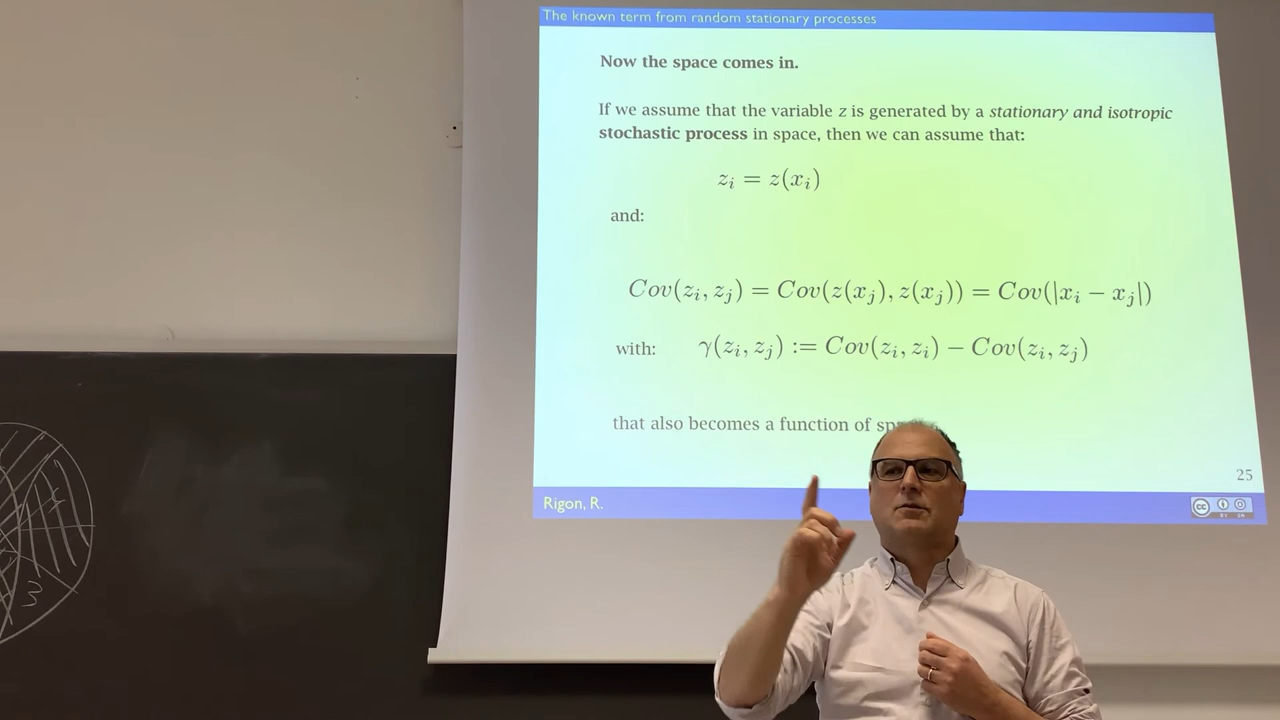 The known term from random stationary processes
Now the space comes in.
If we assume that the variable z is generated by a stationary and isotropic
stochastic process in space, then we can assume that:
z_i = z(x_i)
and:
Cov(z_i, z_j) = Cov(z(x_j), z(x_j)) = Cov(|x_i − x_j|)
with: γ(z_i, z_j) := Cov(z_i, z_i) − Cov(z_i, z_j)
that also becomes a function of
25
Rigon, R.
cc
BY